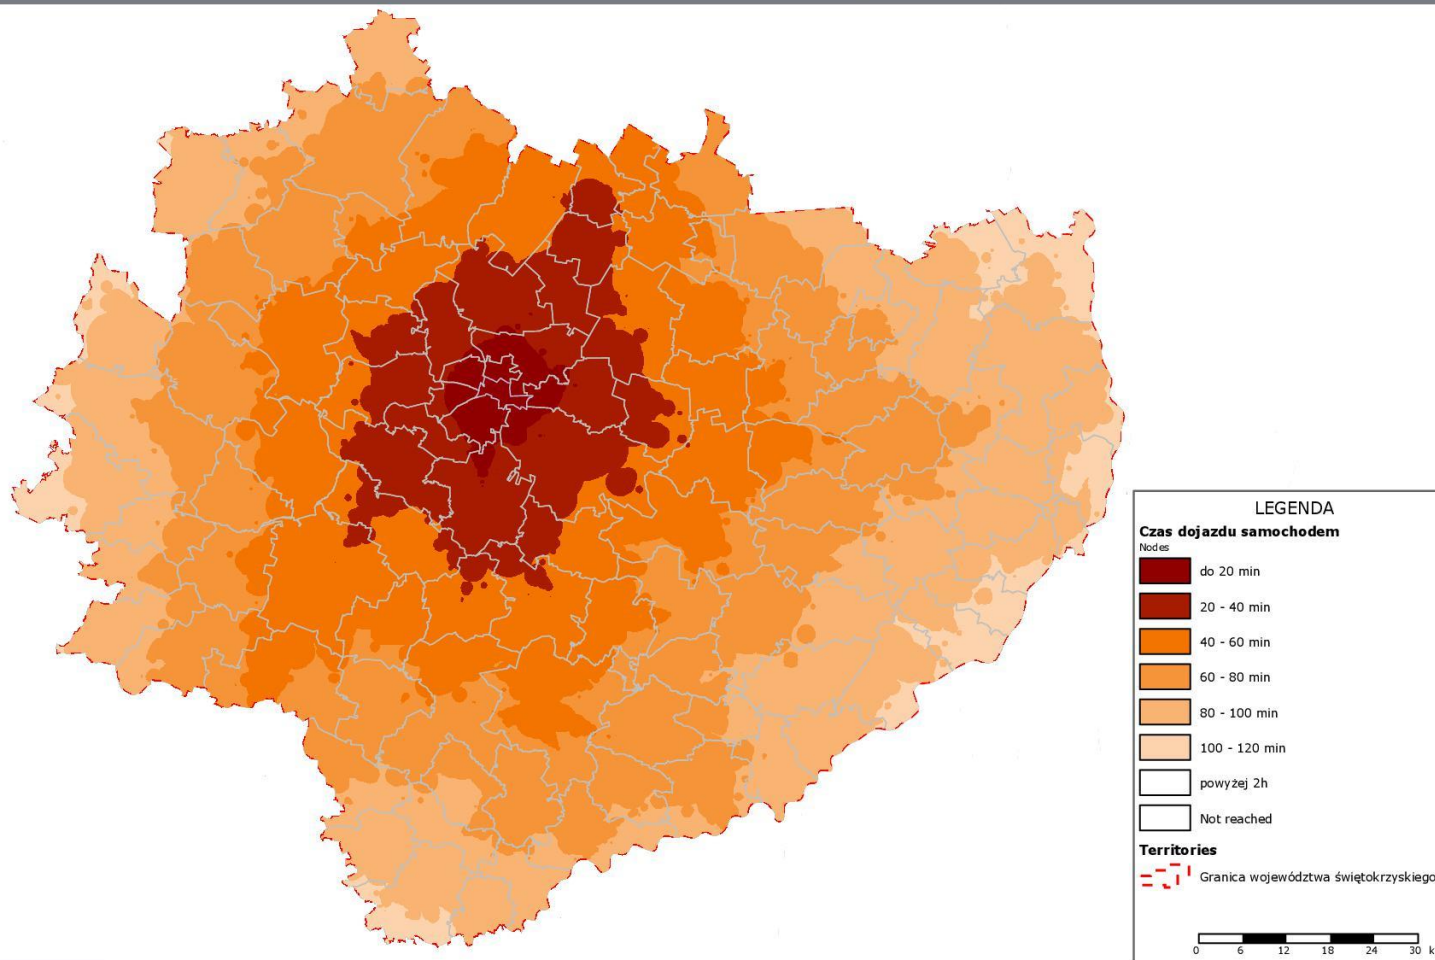 LEGENDA
Czas dojazdu samochodem
Nodes
do 20 min
20 - 40 min
40 - 60 min
60 - 80 min
80 - 100 min
100 - 120 min
powyżej 2h
Not reached
Territories
Granica województwa świętokrzyskiego
0 6 12 18 24 30 k